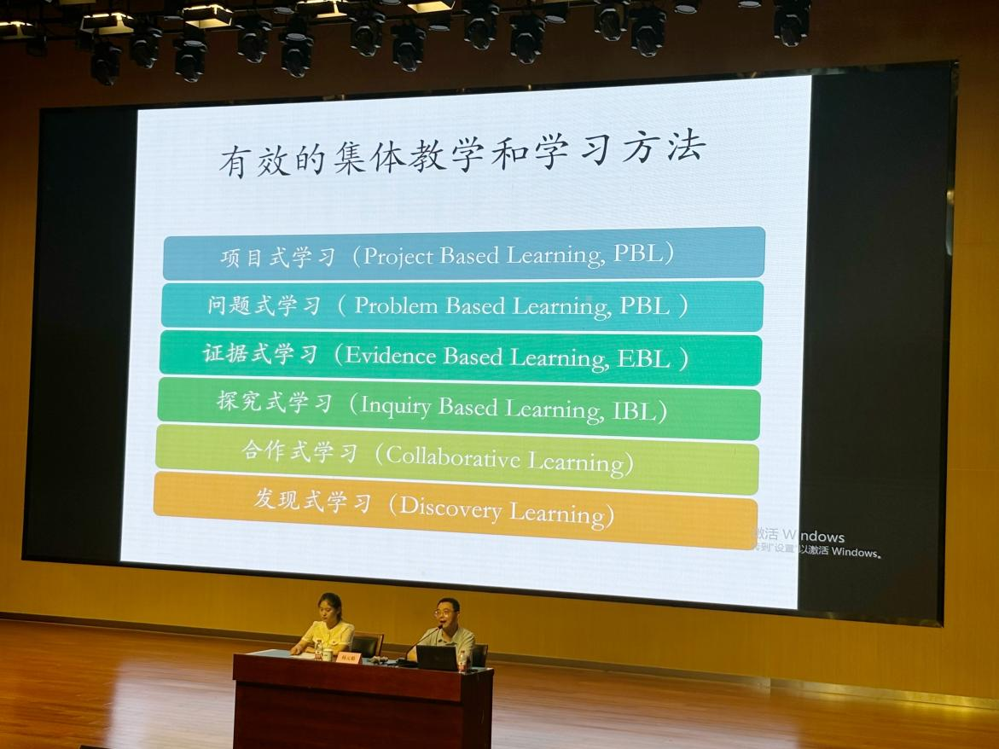 有效的集体教学和学习方法
项目式学习（Project Based Learning, PBL）
问题式学习（ Problem Based Learning, PBL ）
证据式学习（Evidence Based Learning, EBL ）
探究式学习（Inquiry Based Learning, IBL）
合作式学习（Collaborative Learning）
发现式学习（Discovery Learning）
激活 Windows
转到"设置"以激活 Windows。